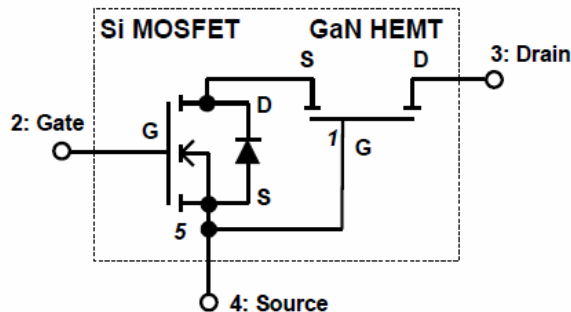 Si MOSFET
GaN HEMT
3: Drain
S
D
2: Gate
D
G
1
G
S
5
4: Source